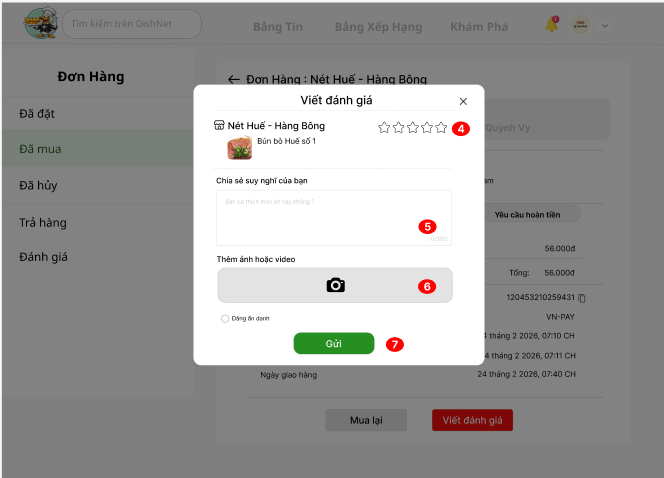 Tìm kiếm trên DishNet
Bảng Tin
Bảng Xếp Hạng
Khám Phá
Đơn Hàng
Đã đặt
Đã mua
Đã hủy
Trả hàng
Đánh giá
Đơn Hàng : Nét Huế - Hàng Bông
Quỳnh Vy
am
Yêu cầu hoàn tiền
56.000đ
Tổng: 56.000đ
120453210259431
VN-PAY
4 tháng 2 2026, 07:10 CH
4 tháng 2 2026, 07:11 CH
Ngày giao hàng
24 tháng 2 2026, 07:40 CH
Mua lại
Viết đánh giá
Viết đánh giá
Nét Huế - Hàng Bông
4
Bún bò Huế số 1
Chia sẻ suy nghĩ của bạn
Bạn có thích món ăn này không ?
5
0/300
Thêm ảnh hoặc video
6
Đăng ẩn danh
Gửi
7